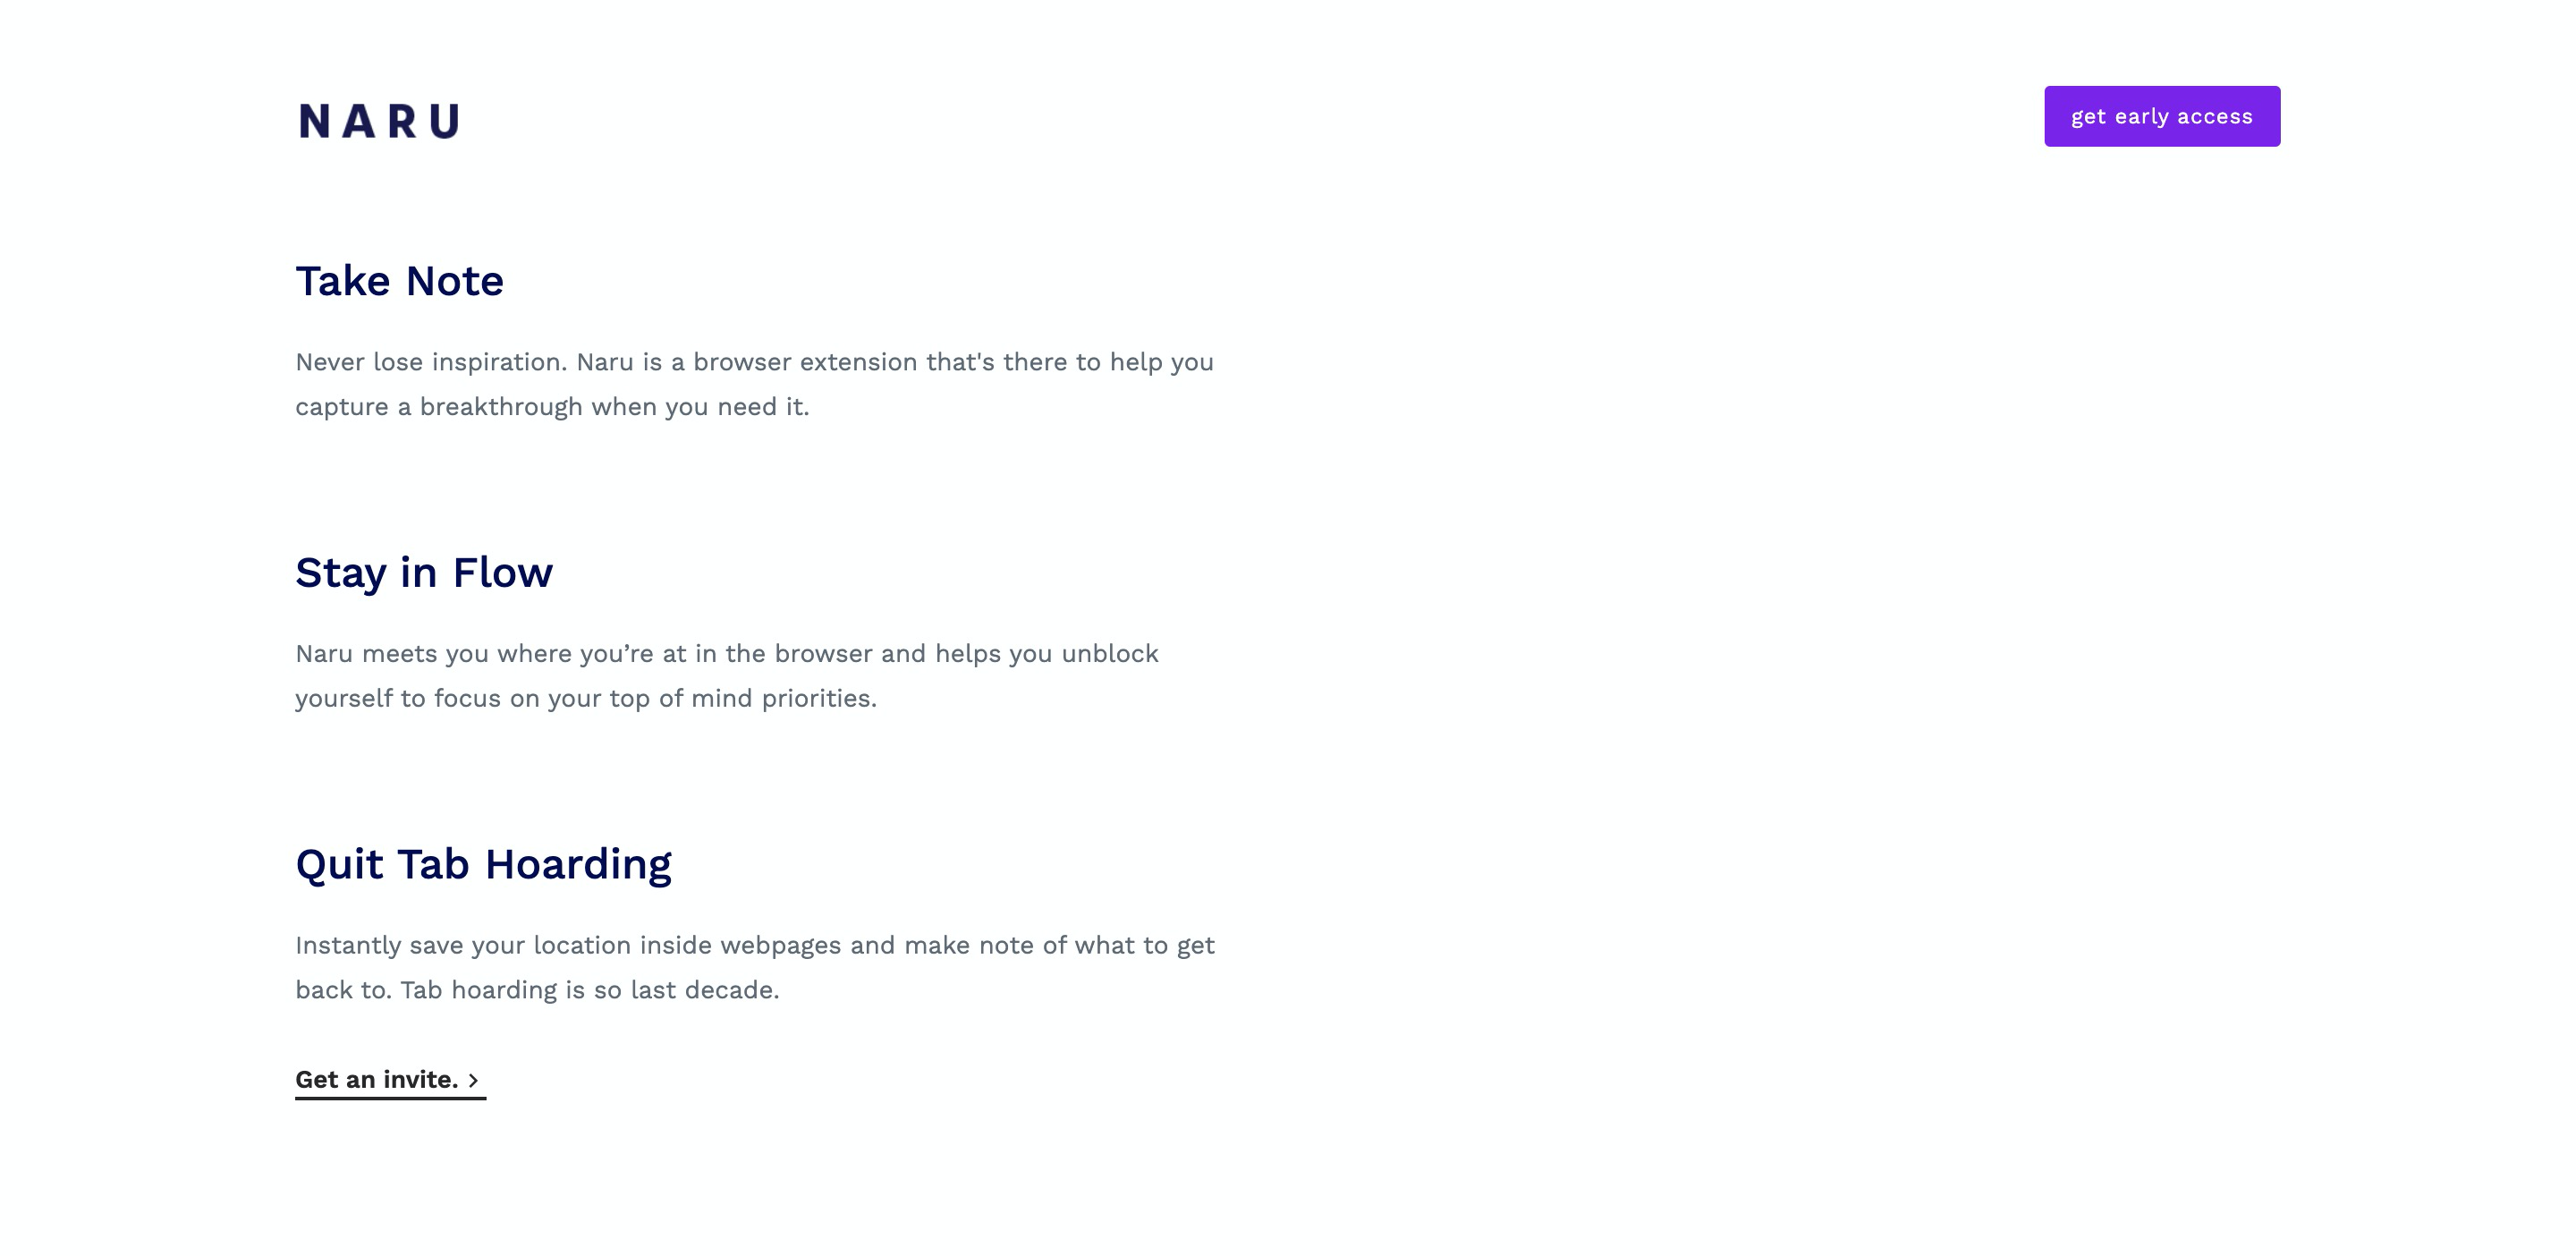 NARU
get early access
Take Note
Never lose inspiration. Naru is a browser extension that's there to help you
capture a breakthrough when you need it.
Stay in Flow
Naru meets you where you’re at in the browser and helps you unblock
yourself to focus on your top of mind priorities.
Quit Tab Hoarding
Instantly save your location inside webpages and make note of what to get
back to. Tab hoarding is so last decade.
Get an invite. >